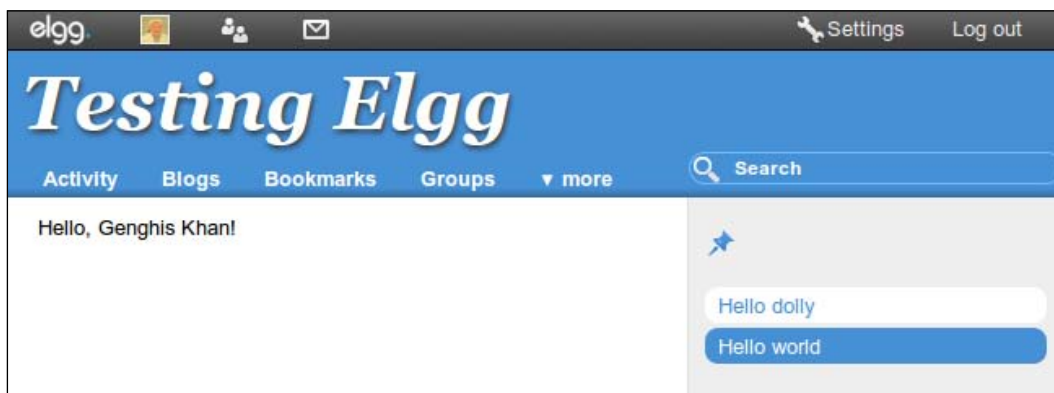 elgg. Settings Log out
Testing Elgg
Activity Blogs Bookmarks Groups ▼ more Search
Hello, Genghis Khan!
Hello dolly
Hello world